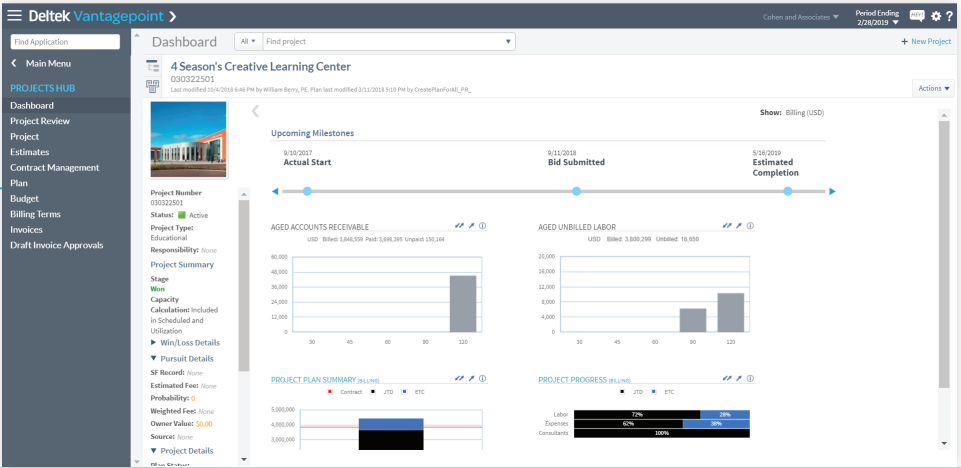 Deltek Vantagepoint
Cohen and Associates
Period Ending
2/28/2019
HEY!
?
Find Application
Main Menu
PROJECTS HUB
Dashboard
Project Review
Project
Estimates
Contract Management
Plan
Budget
Billing Terms
Invoices
Draft Invoice Approvals
Dashboard
All
Find project
+ New Project
4 Season's Creative Learning Center
030322501
Last modified 10/4/2018 6:46 PM by William Berry, PE, Plan last modified 3/11/2018 5:10 PM by CreatePlanForAll_PR_
Actions
Project Number
030322501
Status: Active
Project Type:
Educational
Responsibility: None
Project Summary
Stage
Won
Capacity
Calculation: Included
in Scheduled and
Utilization
Win/Loss Details
Pursuit Details
SF Record: None
Estimated Fee: None
Probability: 0
Weighted Fee: None
Owner Value: $0.00
Source: None
Project Details
Plan Status:
Show: Billing (USD)
Upcoming Milestones
9/10/2017
Actual Start
9/11/2018
Bid Submitted
5/16/2019
Estimated
Completion
AGED ACCOUNTS RECEIVABLE
USD Billed: 3,848,559 Paid: 3,698,395 Unpaid: 150,164
60,000
48,000
36,000
24,000
12,000
0
30 45 60 90 120
AGED UNBILLED LABOR
USD Billed: 3,800,299 Unbilled: 16,650
20,000
16,000
12,000
8,000
4,000
0
30 45 60 90 120
PROJECT PLAN SUMMARY (BILLING)
Contract JTD ETC
5,000,000
4,000,000
3,000,000
PROJECT PROGRESS (BILLING)
JTD ETC
Labor 72% 28%
Expenses 62% 38%
Consultants 100%